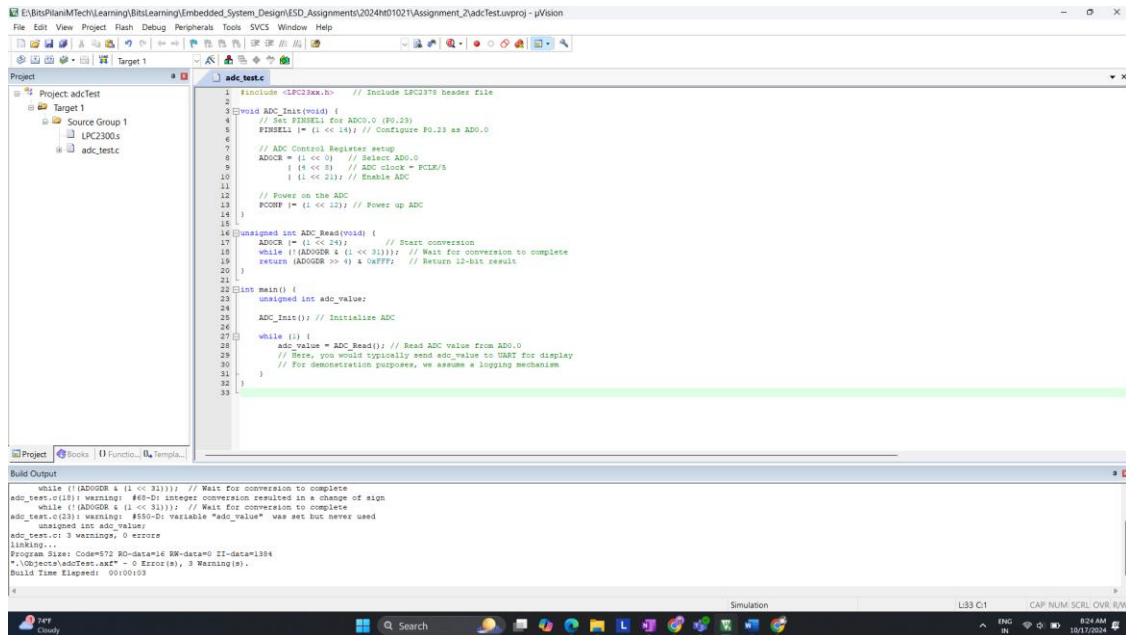 E:\BitsPilaniMTech\Learning\BitsLearning\Embedded_System_Design\ESD_Assignments\2024ht01021\Assignment_2\adcTest.uvproj - µVision
File Edit View Project Flash Debug Peripherals Tools SVCS Window Help
Target 1
Project
adc_test.c
Project: adcTest
Target 1
Source Group 1
LPC2300.s
adc_test.c
1 #include <LPC23xx.h> // Include LPC2378 header file
2
3 void ADC_Init(void) {
4 // Set PINSEL1 for ADC0.0 (P0.23)
5 PINSEL1 |= (1 << 14); // Configure P0.23 as AD0.0
6
7 // ADC Control Register setup
8 AD0CR = (1 << 0) // Select AD0.0
9 | (4 << 8) // ADC clock = PCLK/5
10 | (1 << 21); // Enable ADC
11
12 // Power on the ADC
13 PCONP |= (1 << 12); // Power up ADC
14 }
15
16 unsigned int ADC_Read(void) {
17 AD0CR |= (1 << 24); // Start conversion
18 while (!(AD0GDR & (1 << 31))); // Wait for conversion to complete
19 return (AD0GDR >> 4) & 0xFFF; // Return 12-bit result
20 }
21
22 int main() {
23 unsigned int adc_value;
24
25 ADC_Init(); // Initialize ADC
26
27 while (1) {
28 adc_value = ADC_Read(); // Read ADC value from AD0.0
29 // Here, you would typically send adc_value to UART for display
30 // For demonstration purposes, we assume a logging mechanism
31 }
32 }
33
Project Books {} Functio... Templa...
Build Output
while (!(AD0GDR & (1 << 31))); // Wait for conversion to complete
adc_test.c(18): warning: #68-D: integer conversion resulted in a change of sign
while (!(AD0GDR & (1 << 31))); // Wait for conversion to complete
adc_test.c(23): warning: #550-D: variable "adc_value" was set but never used
unsigned int adc_value;
adc_test.c: 3 warnings, 0 errors
linking...
Program Size: Code=572 RO-data=16 RW-data=0 ZI-data=1384
".\Objects\adcTest.axf" - 0 Error(s), 3 Warning(s).
Build Time Elapsed: 00:00:03
Simulation L:33 C:1 CAP NUM SCRL OVR R/W
74°F
Cloudy
Search
ENG
IN
8:24 AM
10/17/2024